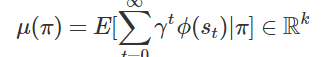 μ(π) = E[∑_{t=0}^{∞} γ^t ϕ(s_t)|π] ∈ ℝ^k